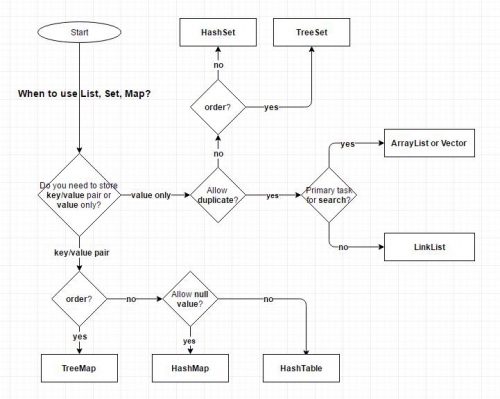 Start
HashSet
TreeSet
no
When to use List, Set, Map?
order?
yes
no
yes
ArrayList or Vector
Do you need to store
key/value pair or
value only?
value only
Allow
duplicate?
yes
Primary task
for search?
no
LinkList
key/value pair
order?
no
Allow null
value?
no
yes
yes
TreeMap
HashMap
HashTable